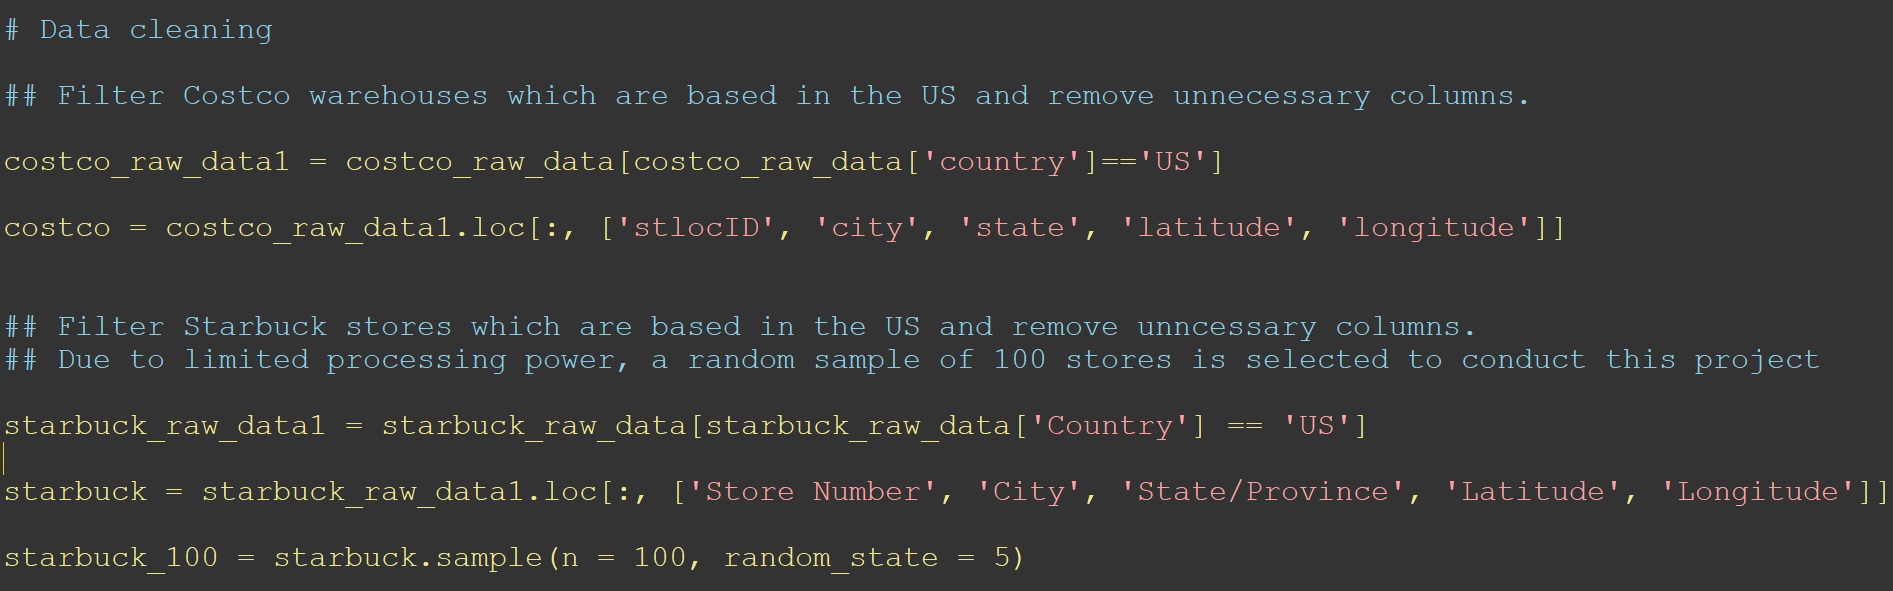 # Data cleaning
## Filter Costco warehouses which are based in the US and remove unnecessary columns.
costco_raw_data1 = costco_raw_data[costco_raw_data['country']=='US']
costco = costco_raw_data1.loc[:, ['stlocID', 'city', 'state', 'latitude', 'longitude']]
## Filter Starbuck stores which are based in the US and remove unncessary columns.
## Due to limited processing power, a random sample of 100 stores is selected to conduct this project
starbuck_raw_data1 = starbuck_raw_data[starbuck_raw_data['Country'] == 'US']
starbuck = starbuck_raw_data1.loc[:, ['Store Number', 'City', 'State/Province', 'Latitude', 'Longitude']]
starbuck_100 = starbuck.sample(n = 100, random_state = 5)